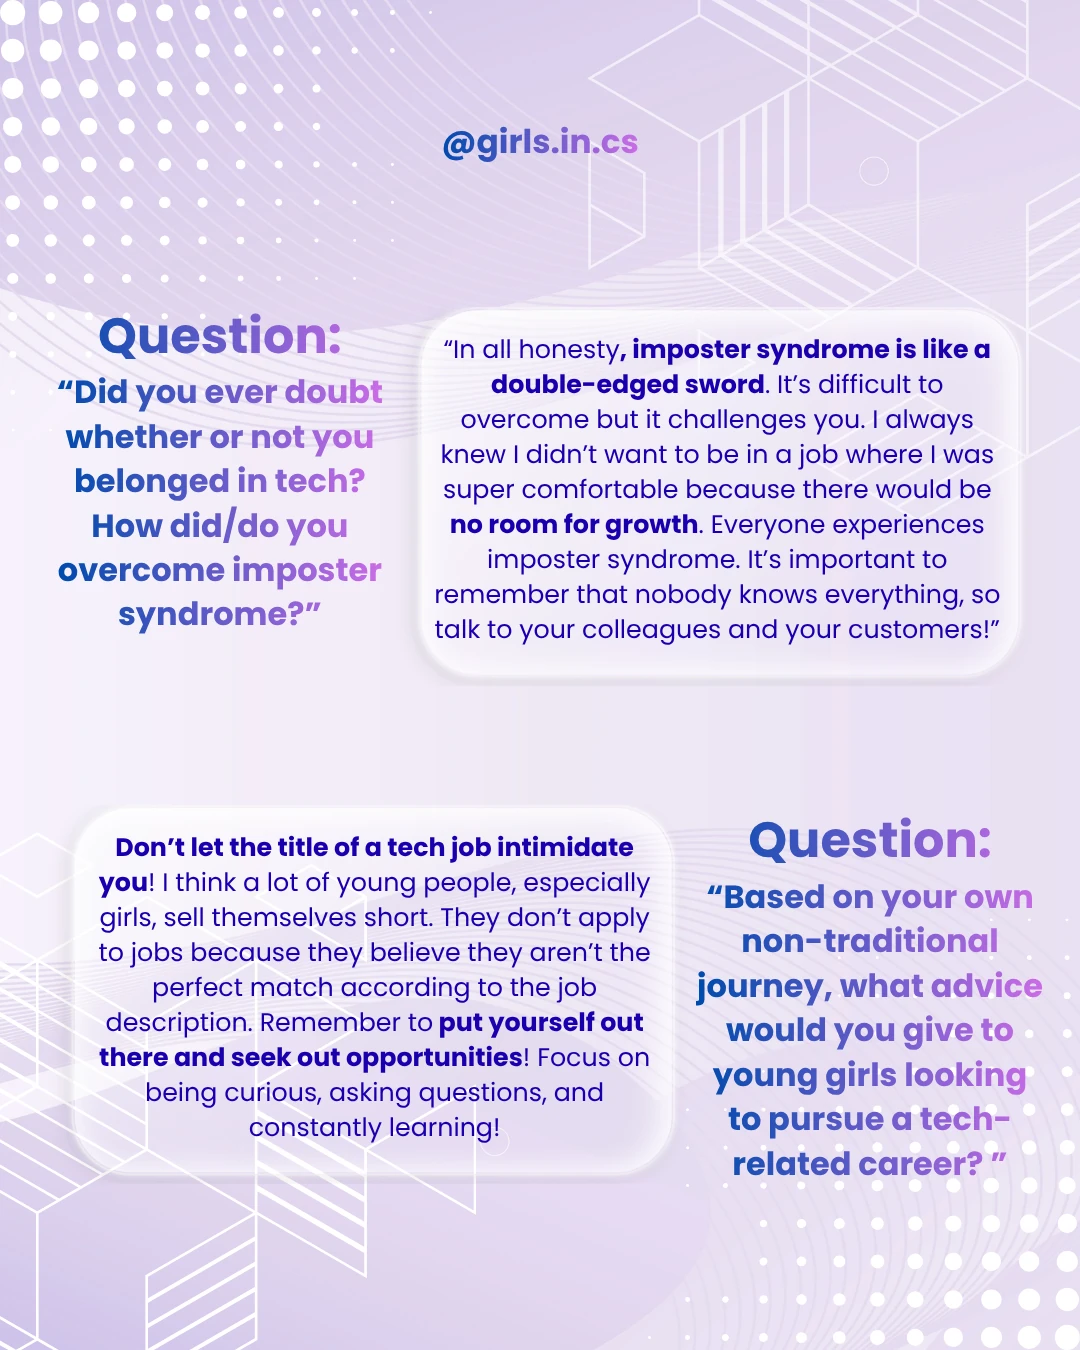 @girls.in.cs
Question:
“Did you ever doubt
whether or not you
belonged in tech?
How did/do you
overcome imposter
syndrome?”
“In all honesty, imposter syndrome is like a
double-edged sword. It’s difficult to
overcome but it challenges you. I always
knew I didn’t want to be in a job where I was
super comfortable because there would be
no room for growth. Everyone experiences
imposter syndrome. It’s important to
remember that nobody knows everything, so
talk to your colleagues and your customers!”
Question:
“Based on your own
non-traditional
journey, what advice
would you give to
young girls looking
to pursue a tech-
related career? ”
Don’t let the title of a tech job intimidate
you! I think a lot of young people, especially
girls, sell themselves short. They don’t apply
to jobs because they believe they aren’t the
perfect match according to the job
description. Remember to put yourself out
there and seek out opportunities! Focus on
being curious, asking questions, and
constantly learning!